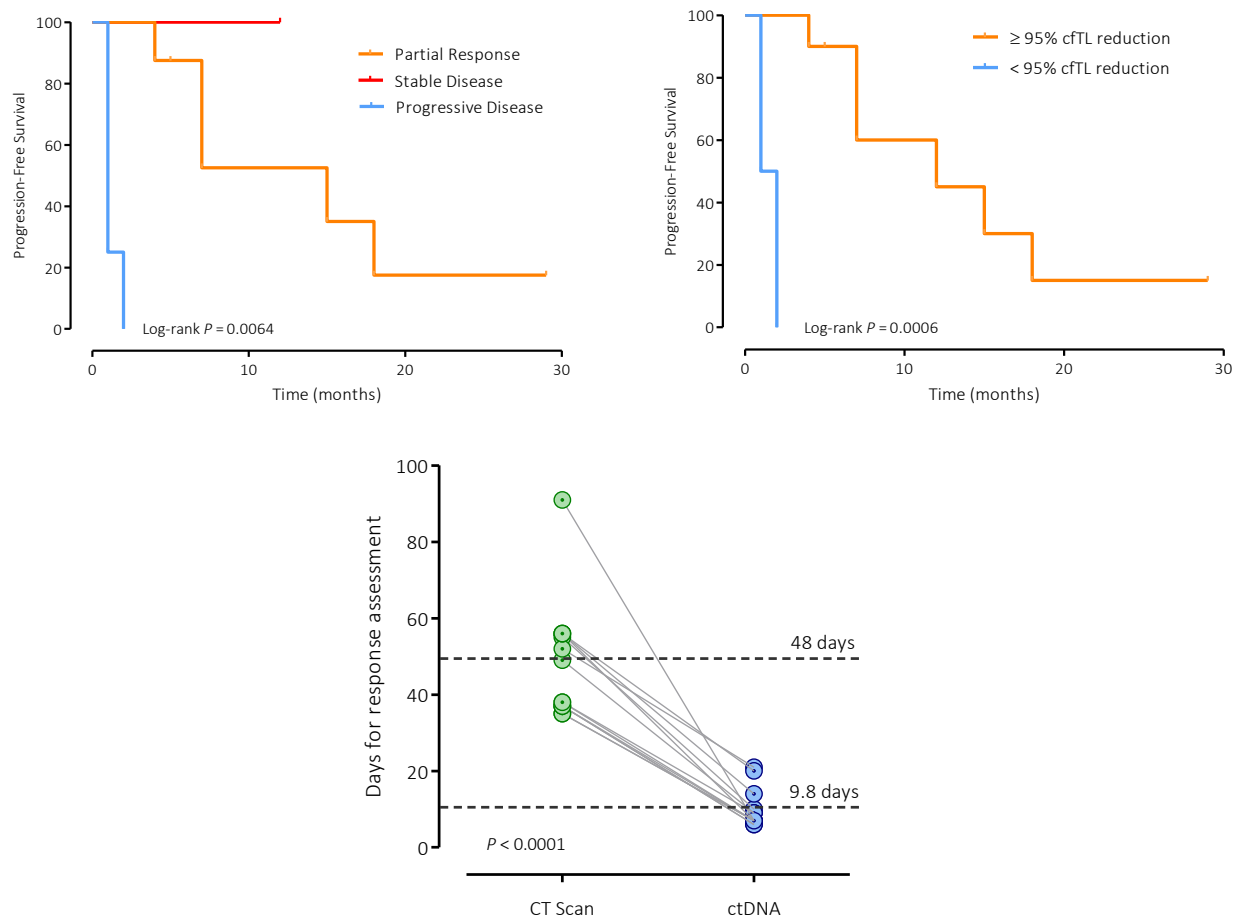 Progression-Free Survival
100
80
60
40
20
0
Partial Response
Stable Disease
Progressive Disease
Log-rank P = 0.0064
0 10 20 30
Time (months)
Progression-Free Survival
100
80
60
40
20
0
≥ 95% cfTL reduction
< 95% cfTL reduction
Log-rank P = 0.0006
0 10 20 30
Time (months)
Days for response assessment
100
80
60
40
20
0
48 days
9.8 days
P < 0.0001
CT Scan ctDNA